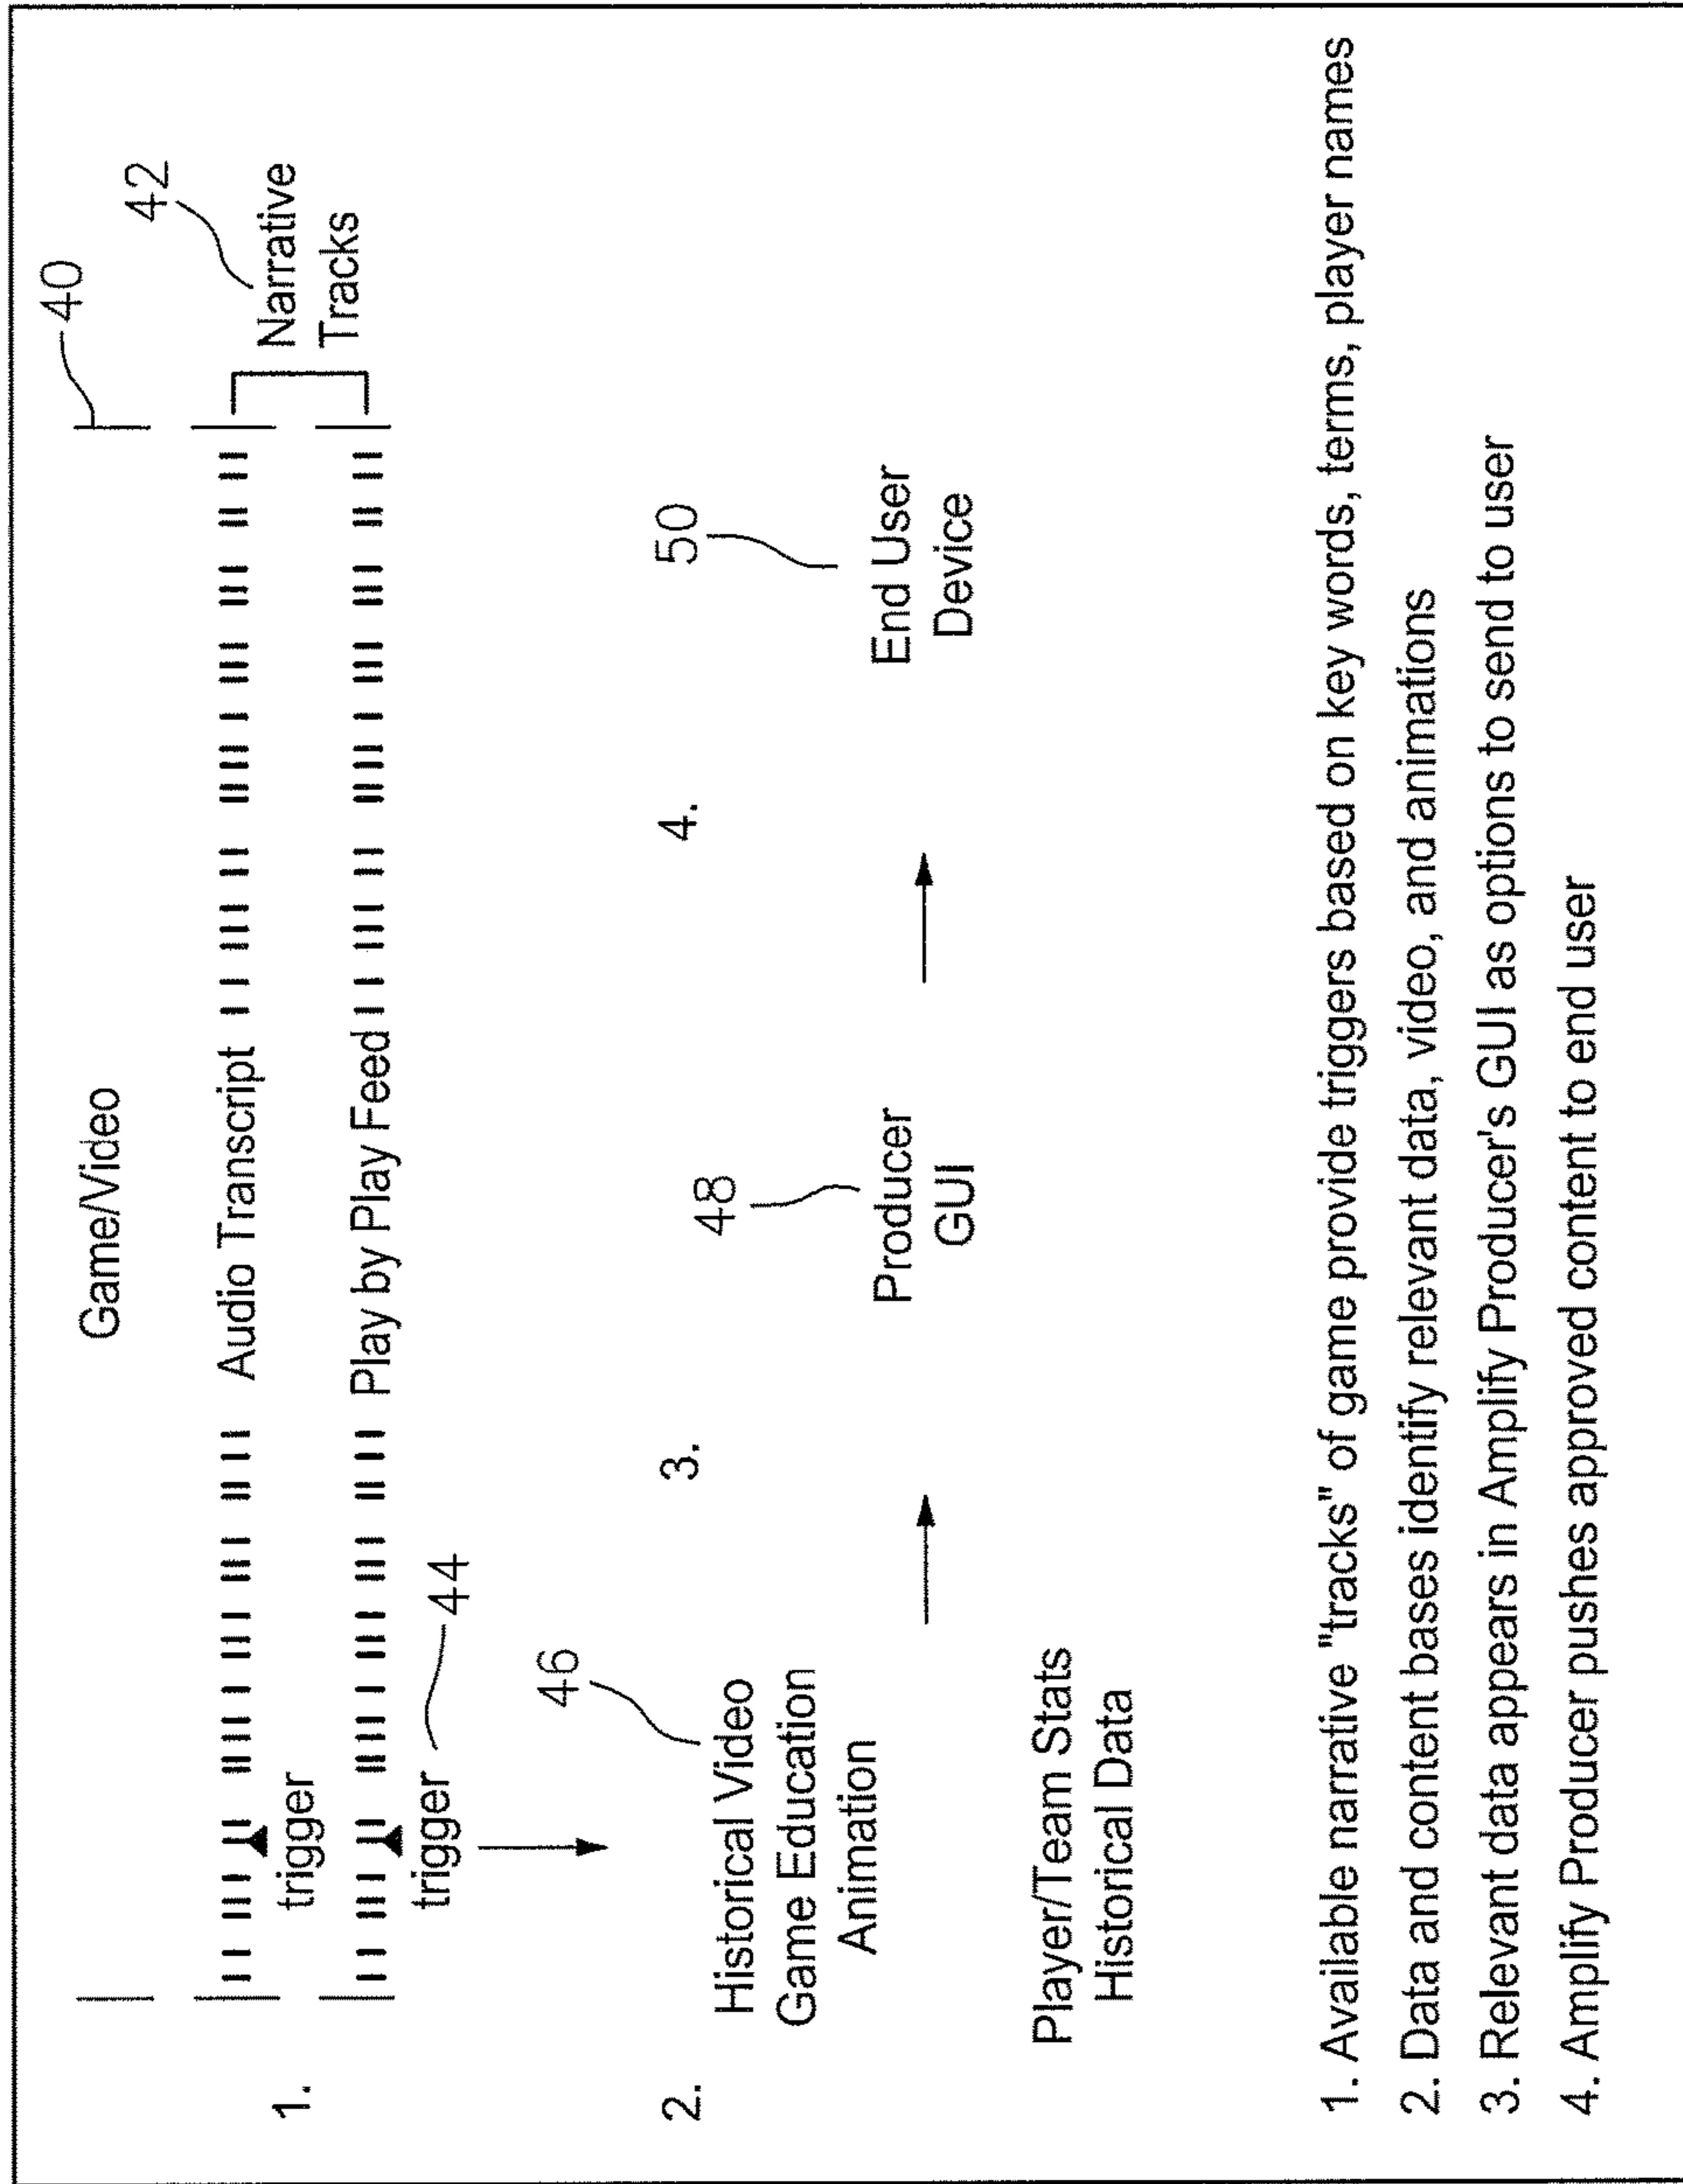 Game/Video
40
42
1.
Audio Transcript
Narrative
Tracks
trigger
Play by Play Feed
trigger
44
46
48
50
2.
3.
4.
Historical Video
Game Education
Animation
Producer
GUI
End User
Device
Player/Team Stats
Historical Data
1. Available narrative "tracks" of game provide triggers based on key words, terms, player names
2. Data and content bases identify relevant data, video, and animations
3. Relevant data appears in Amplify Producer's GUI as options to send to user
4. Amplify Producer pushes approved content to end user